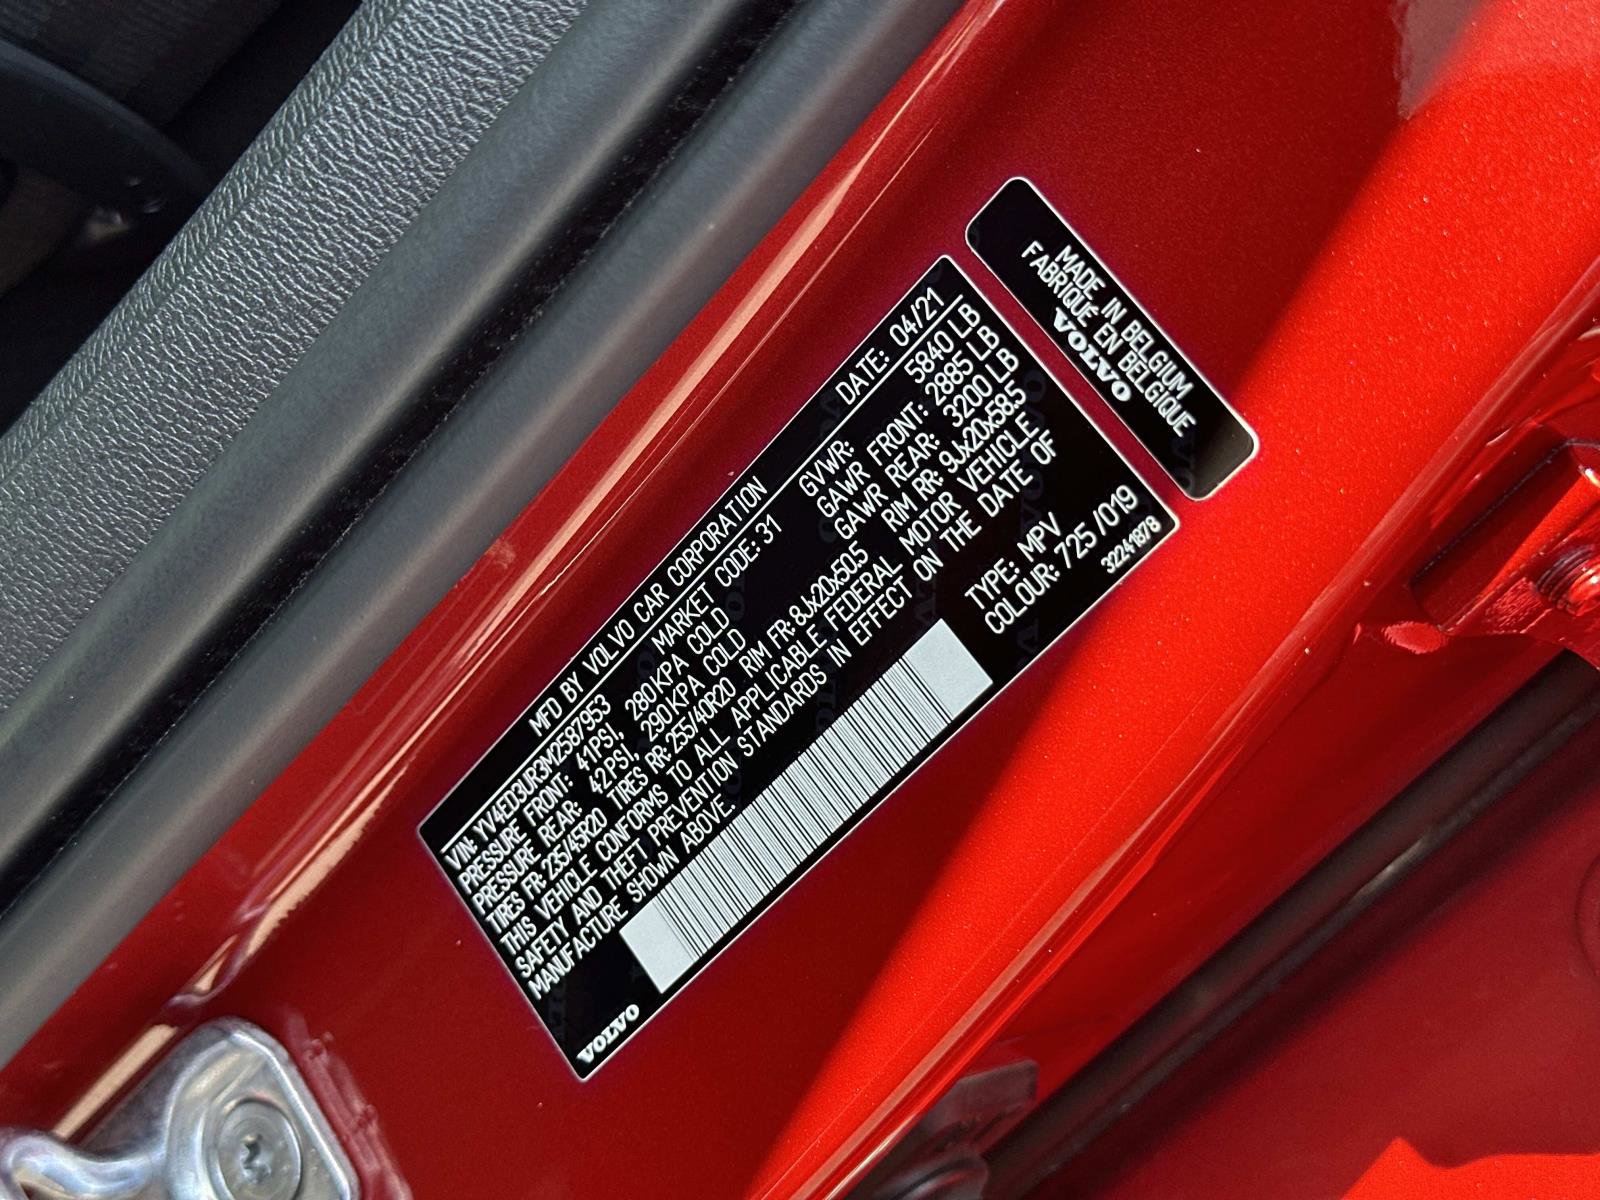 MFD BY VOLVO CAR CORPORATION DATE: 04/21
VIN: YV4ED3UR3M2587953 MARKET CODE: 31 GVWR: 5840 LB
PRESSURE FRONT: 41PSI, 280KPA COLD GAWR FRONT: 2885 LB
PRESSURE REAR: 42PSI, 290KPA COLD GAWR REAR: 3200 LB
TIRES FR: 235/45R20 TIRES RR: 255/40R20 RIM FR: 8Jx20x50.5 RIM RR: 9Jx20x58.5
THIS VEHICLE CONFORMS TO ALL APPLICABLE FEDERAL MOTOR VEHICLE
SAFETY AND THEFT PREVENTION STANDARDS IN EFFECT ON THE DATE OF
MANUFACTURE SHOWN ABOVE.
TYPE: MPV
COLOUR: 725 /019
VOLVO
32241878
MADE IN BELGIUM
FABRIQUÉ EN BELGIQUE
VOLVO